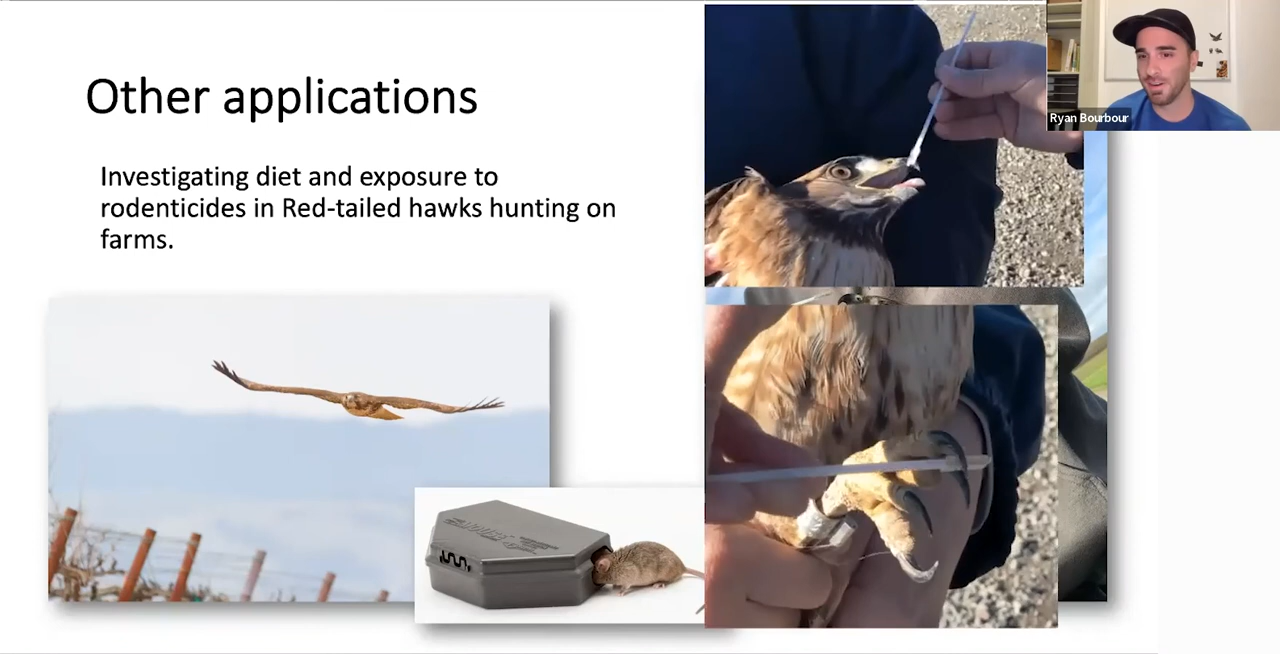 Other applications
Investigating diet and exposure to
rodenticides in Red-tailed hawks hunting on
farms.
Ryan Bourbour